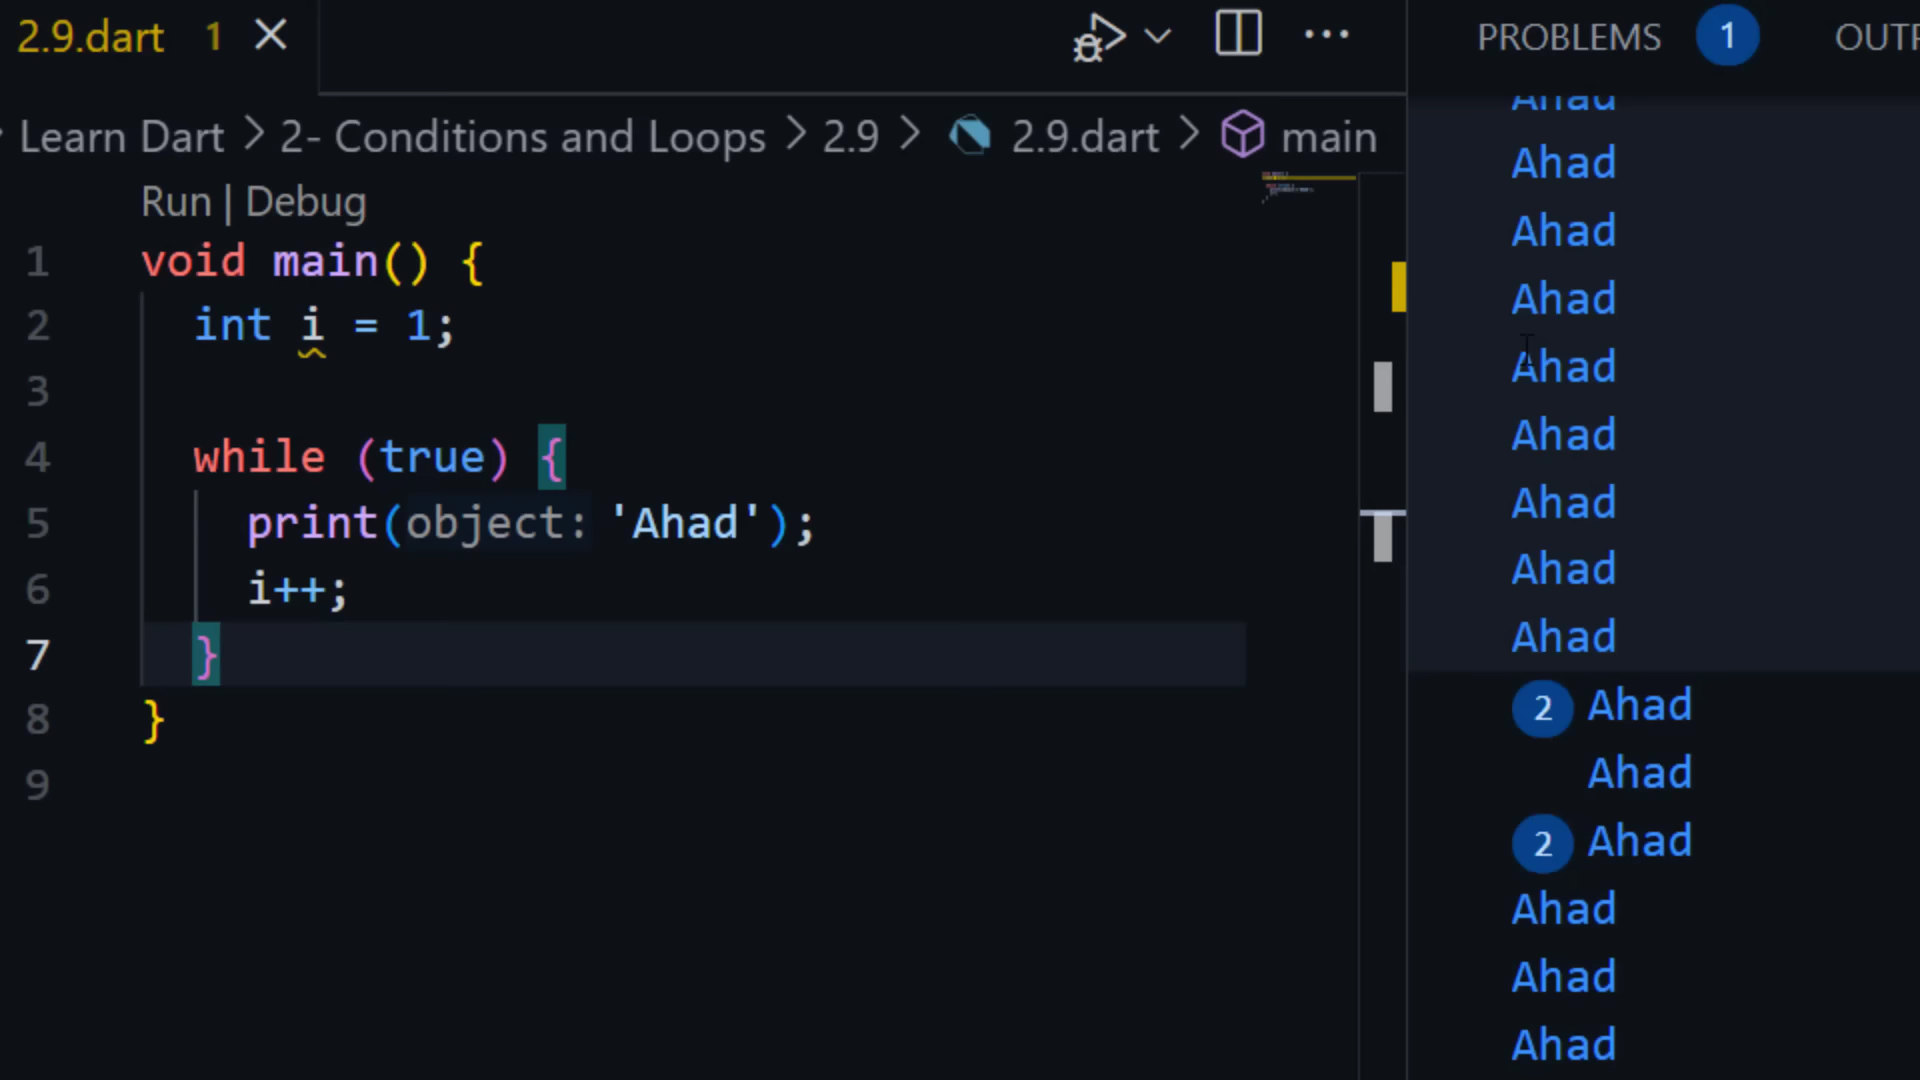 2.9.dart 1
PROBLEMS 1 OUTP
Learn Dart > 2- Conditions and Loops > 2.9 > 2.9.dart > main
Run | Debug
1 void main() {
2 int i = 1;
3
4 while (true) {
5 print(object: 'Ahad');
6 i++;
7 }
8 }
9
Ahad
Ahad
Ahad
Ahad
Ahad
Ahad
Ahad
Ahad
Ahad
2 Ahad
Ahad
2 Ahad
Ahad
Ahad
Ahad